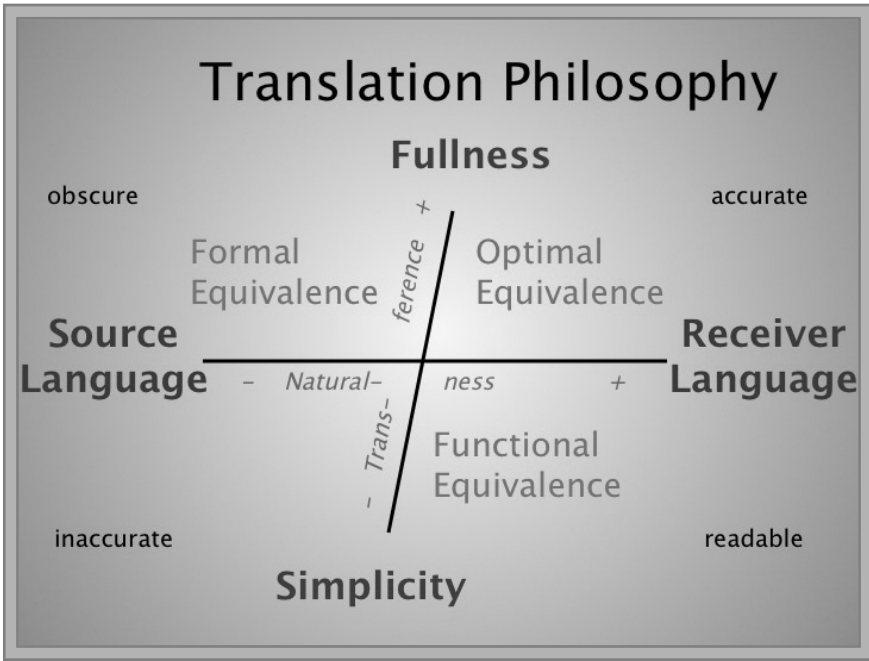 Translation Philosophy
Fullness
obscure
accurate
+
Formal
Equivalence
ference
Optimal
Equivalence
Source
Language
Receiver
Language
- Natural-
ness +
- Trans-
Functional
Equivalence
inaccurate
readable
Simplicity